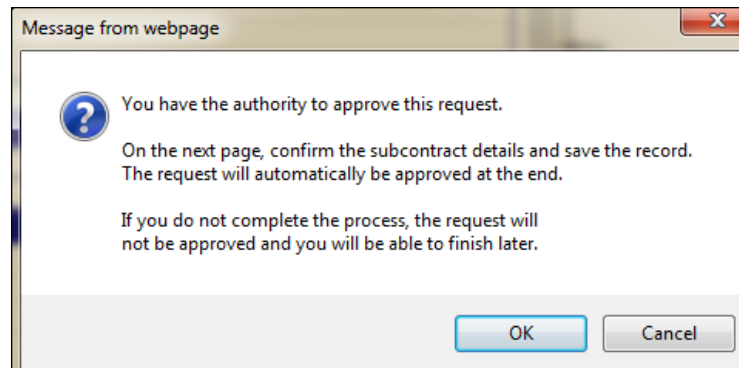 Message from webpage
X
?
You have the authority to approve this request.
On the next page, confirm the subcontract details and save the record.
The request will automatically be approved at the end.
If you do not complete the process, the request will
not be approved and you will be able to finish later.
OK
Cancel